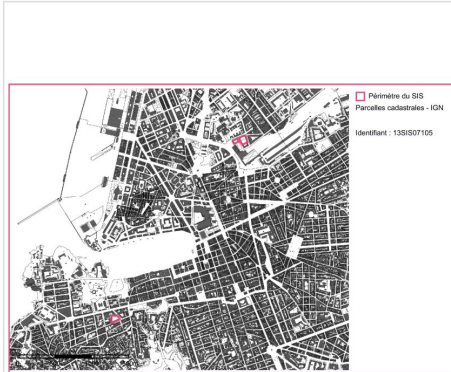 Périmètre du SIS
Parcelles cadastrales - IGN
Identifiant : 13SIS07105